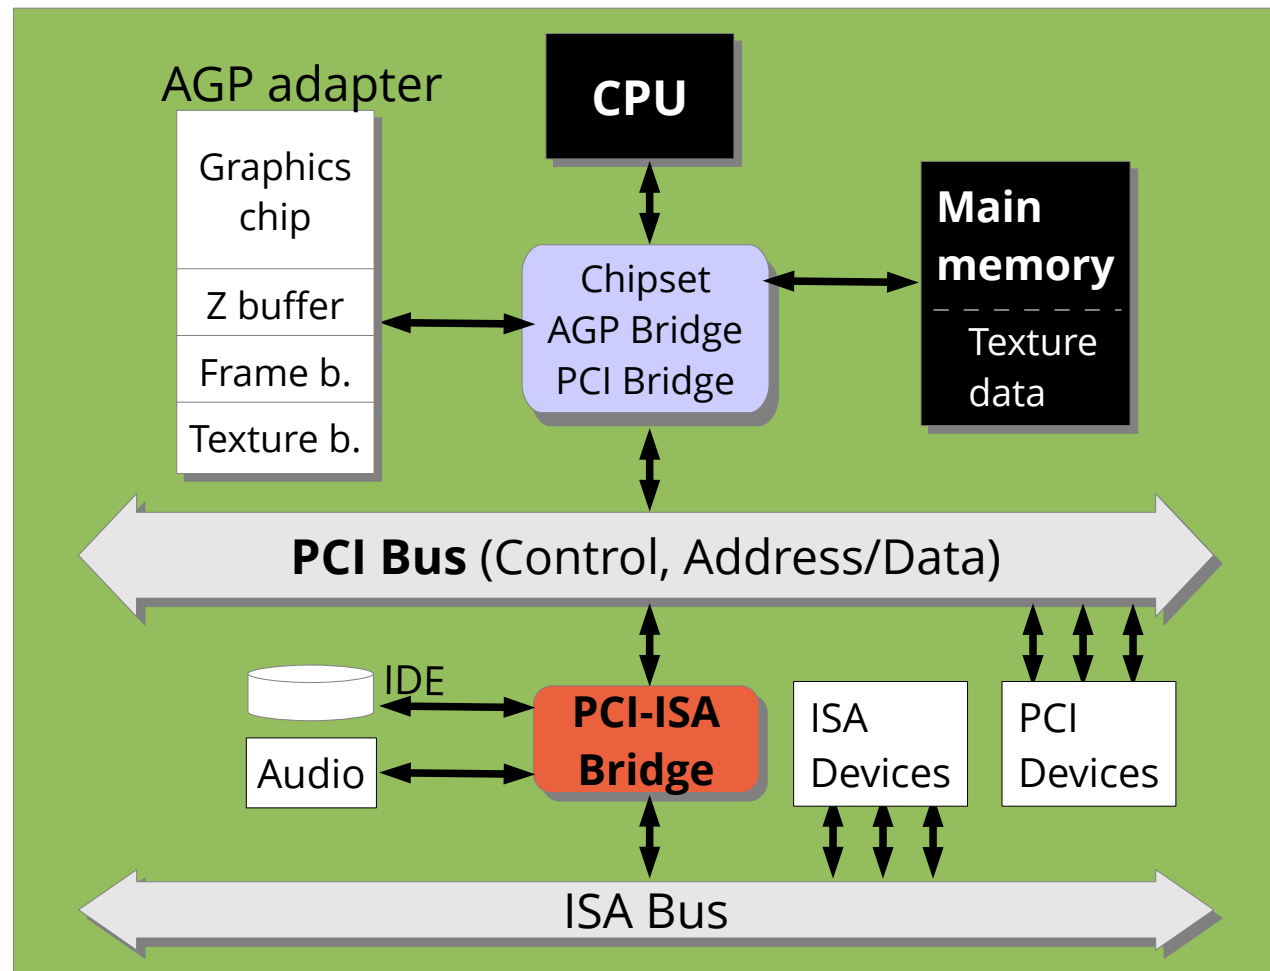 AGP adapter
CPU
Graphics
chip
Z buffer
Frame b.
Texture b.
Chipset
AGP Bridge
PCI Bridge
Main
memory
Texture
data
PCI Bus (Control, Address/Data)
IDE
Audio
PCI-ISA
Bridge
ISA
Devices
PCI
Devices
ISA Bus